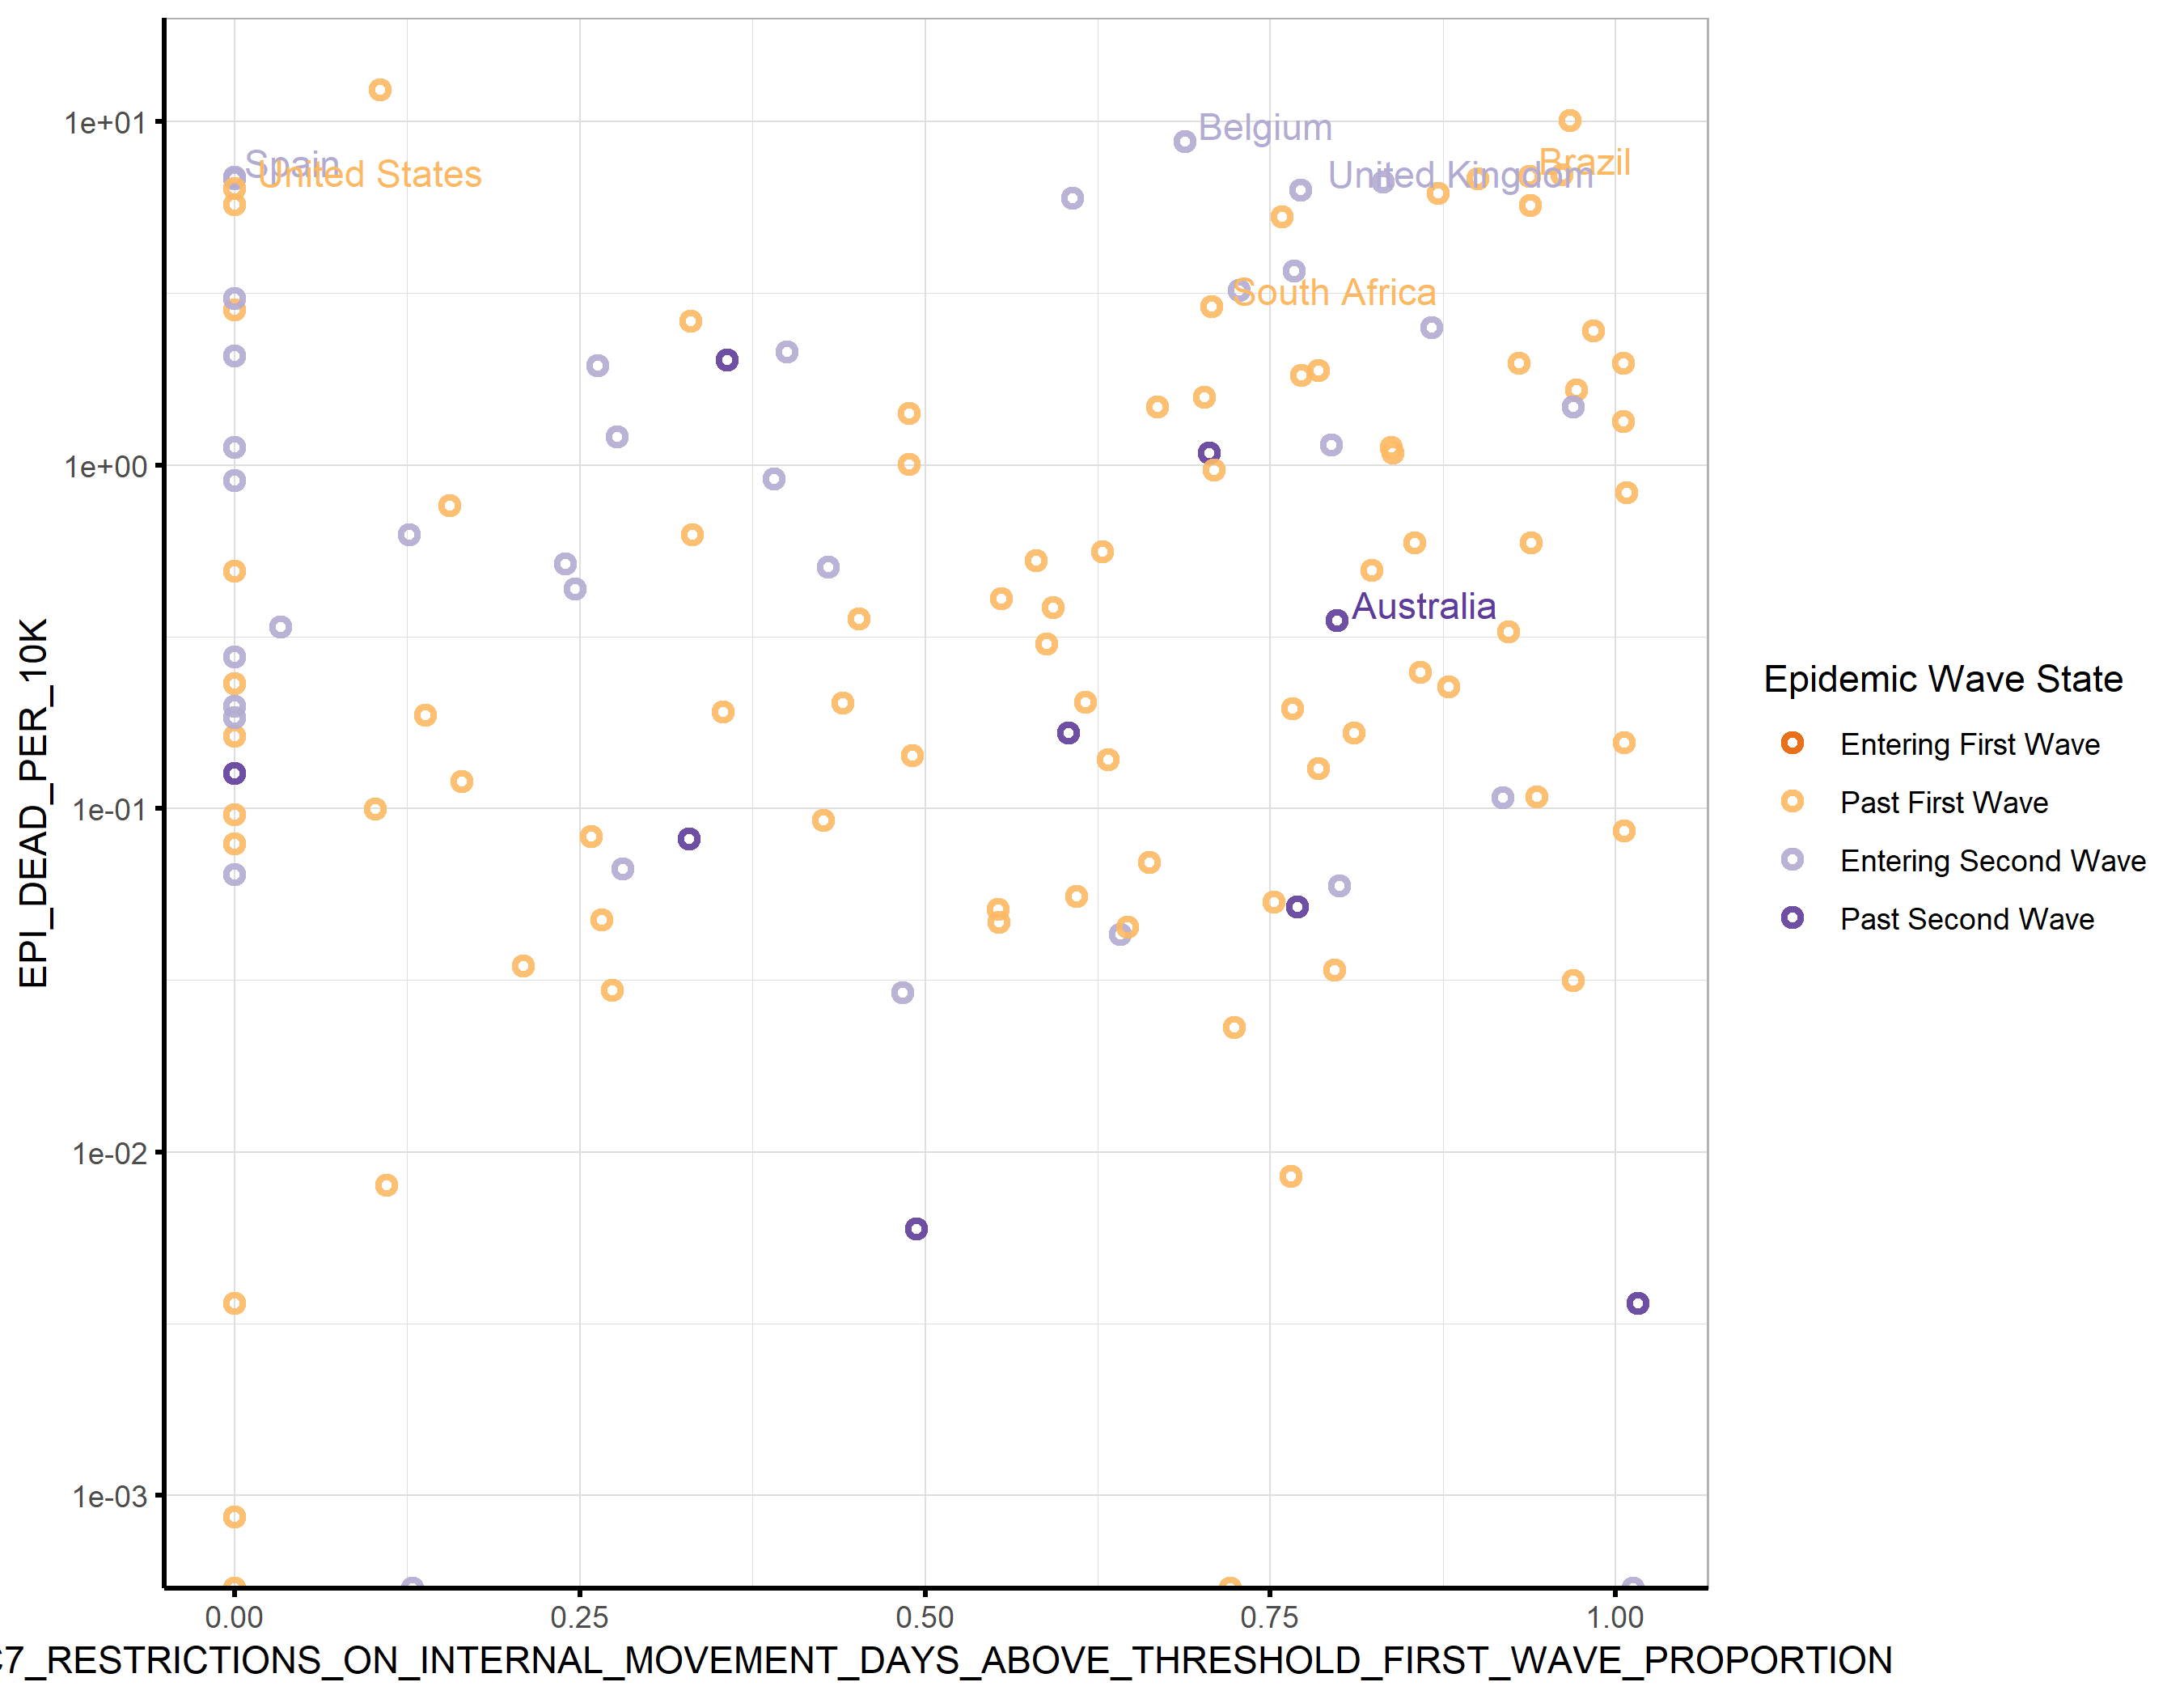 1e+01
1e+00
1e-01
1e-02
1e-03
EPI_DEAD_PER_10K
Belgium
Spain
United States
United Kingdom
Brazil
South Africa
Australia
Epidemic Wave State
Entering First Wave
Past First Wave
Entering Second Wave
Past Second Wave
0.00 0.25 0.50 0.75 1.00
7_RESTRICTIONS_ON_INTERNAL_MOVEMENT_DAYS_ABOVE_THRESHOLD_FIRST_WAVE_PROPORTION